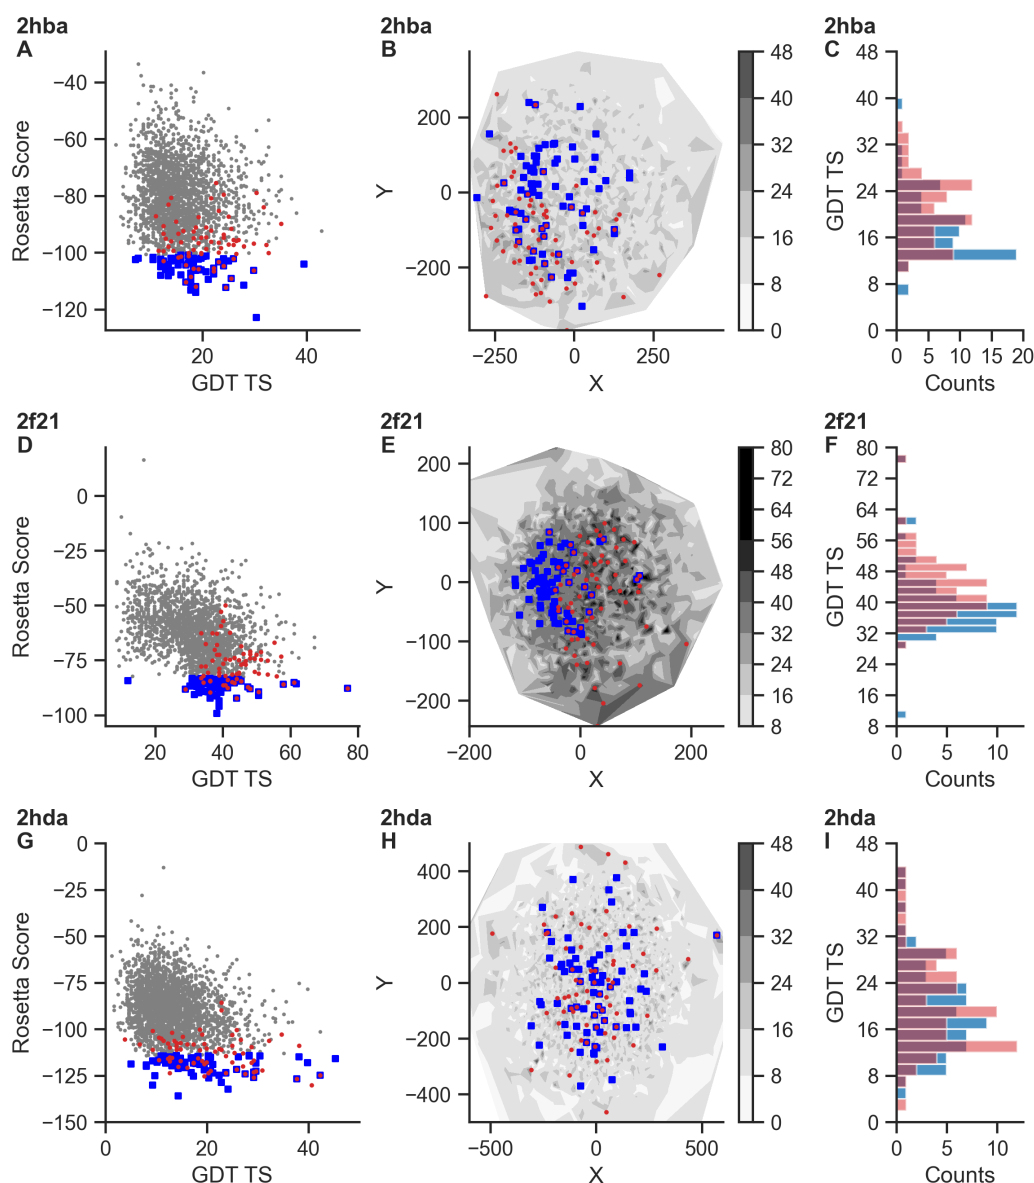 2hba
A
−40
−60
−80
−100
−120
Rosetta Score
20
40
GDT TS
2hba
B
200
0
−200
Y
−250
0
250
X
48
40
32
24
16
8
0
2hba
C
48
40
32
24
16
8
0
GDT TS
0
5
10
15
20
Counts
2f21
D
0
−25
−50
−75
−100
Rosetta Score
20
40
60
80
GDT TS
2f21
E
200
100
0
−100
−200
Y
−200
0
200
X
80
72
64
56
48
40
32
24
16
8
2f21
F
80
72
64
56
48
40
32
24
16
8
GDT TS
0
5
10
Counts
2hda
G
0
−25
−50
−75
−100
−125
−150
Rosetta Score
0
20
40
GDT TS
2hda
H
400
200
0
−200
−400
Y
−500
0
500
X
48
40
32
24
16
8
0
2hda
I
48
40
32
24
16
8
0
GDT TS
0
5
10
Counts